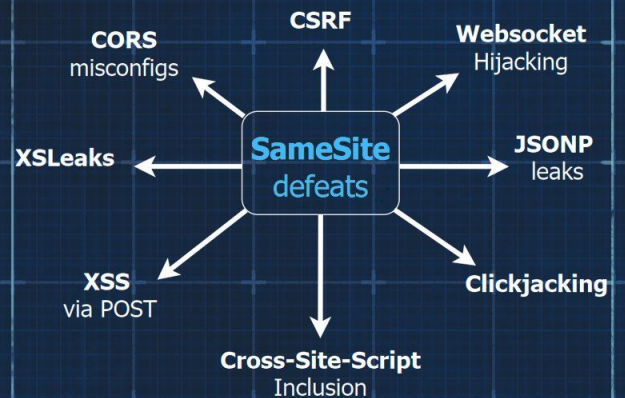 CSRF
CORS
misconfigs
Websocket
Hijacking
SameSite
defeats
XSLeaks
JSONP
leaks
XSS
via POST
Clickjacking
Cross-Site-Script
Inclusion